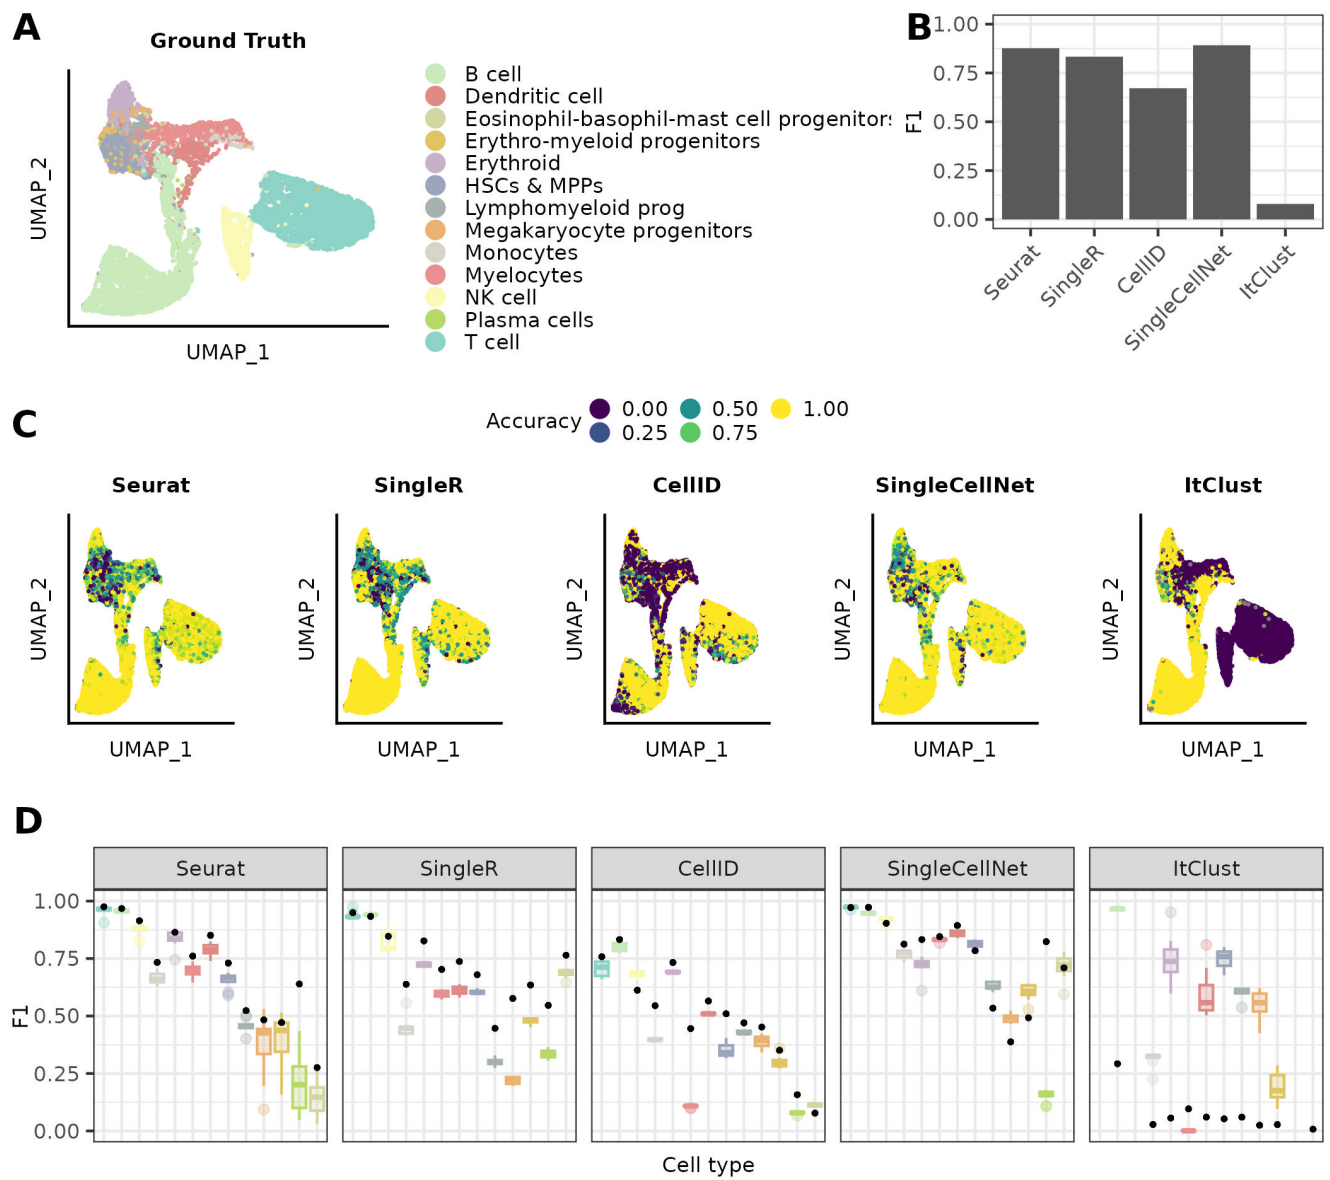 A
Ground Truth
UMAP_2
UMAP_1
B cell
Dendritic cell
Eosinophil-basophil-mast cell progenitors
Erythro-myeloid progenitors
Erythroid
HSCs & MPPs
Lymphomyeloid prog
Megakaryocyte progenitors
Monocytes
Myelocytes
NK cell
Plasma cells
T cell
B
F1
1.00
0.75
0.50
0.25
0.00
Seurat
SingleR
CellID
SingleCellNet
ItClust
C
Accuracy
0.00 0.50 1.00
0.25 0.75
Seurat SingleR CellID SingleCellNet ItClust
UMAP_2 UMAP_2 UMAP_2 UMAP_2 UMAP_2
UMAP_1 UMAP_1 UMAP_1 UMAP_1 UMAP_1
D
Seurat SingleR CellID SingleCellNet ItClust
F1
1.00
0.75
0.50
0.25
0.00
Cell type